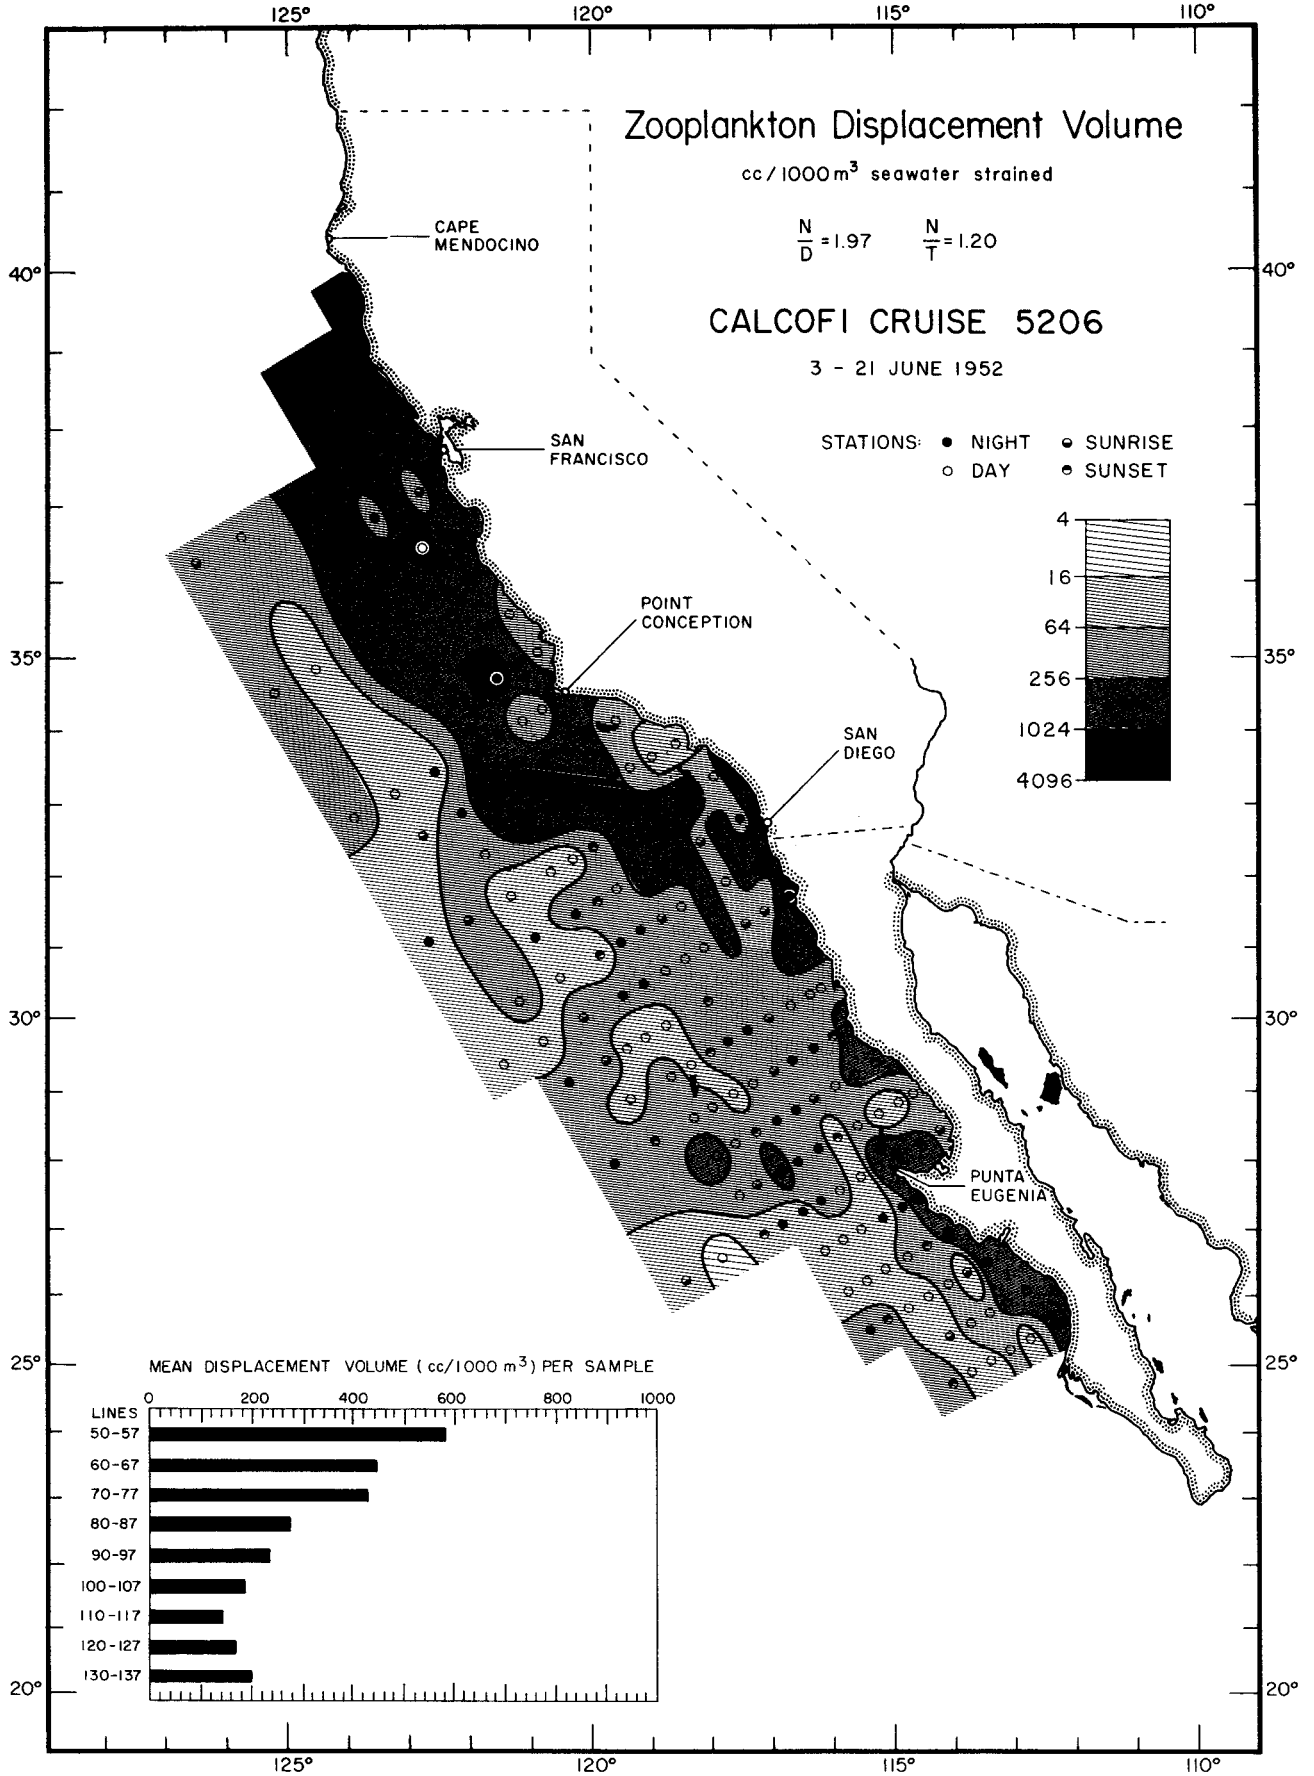 125° 120° 115° 110°
Zooplankton Displacement Volume
cc/1000m³ seawater strained
N/D = 1.97 N/T = 1.20
CAPE
MENDOCINO
40° 40°
CALCOFI CRUISE 5206
3 - 21 JUNE 1952
STATIONS: NIGHT SUNRISE
DAY SUNSET
SAN
FRANCISCO
4
16
64
256
1024
4096
POINT
CONCEPTION
35° 35°
SAN
DIEGO
30° 30°
PUNTA
EUGENIA
25° 25°
MEAN DISPLACEMENT VOLUME (cc/1000 m³) PER SAMPLE
0 200 400 600 800 1000
LINES
50-57
60-67
70-77
80-87
90-97
100-107
110-117
120-127
130-137
20° 20°
125° 120° 115° 110°